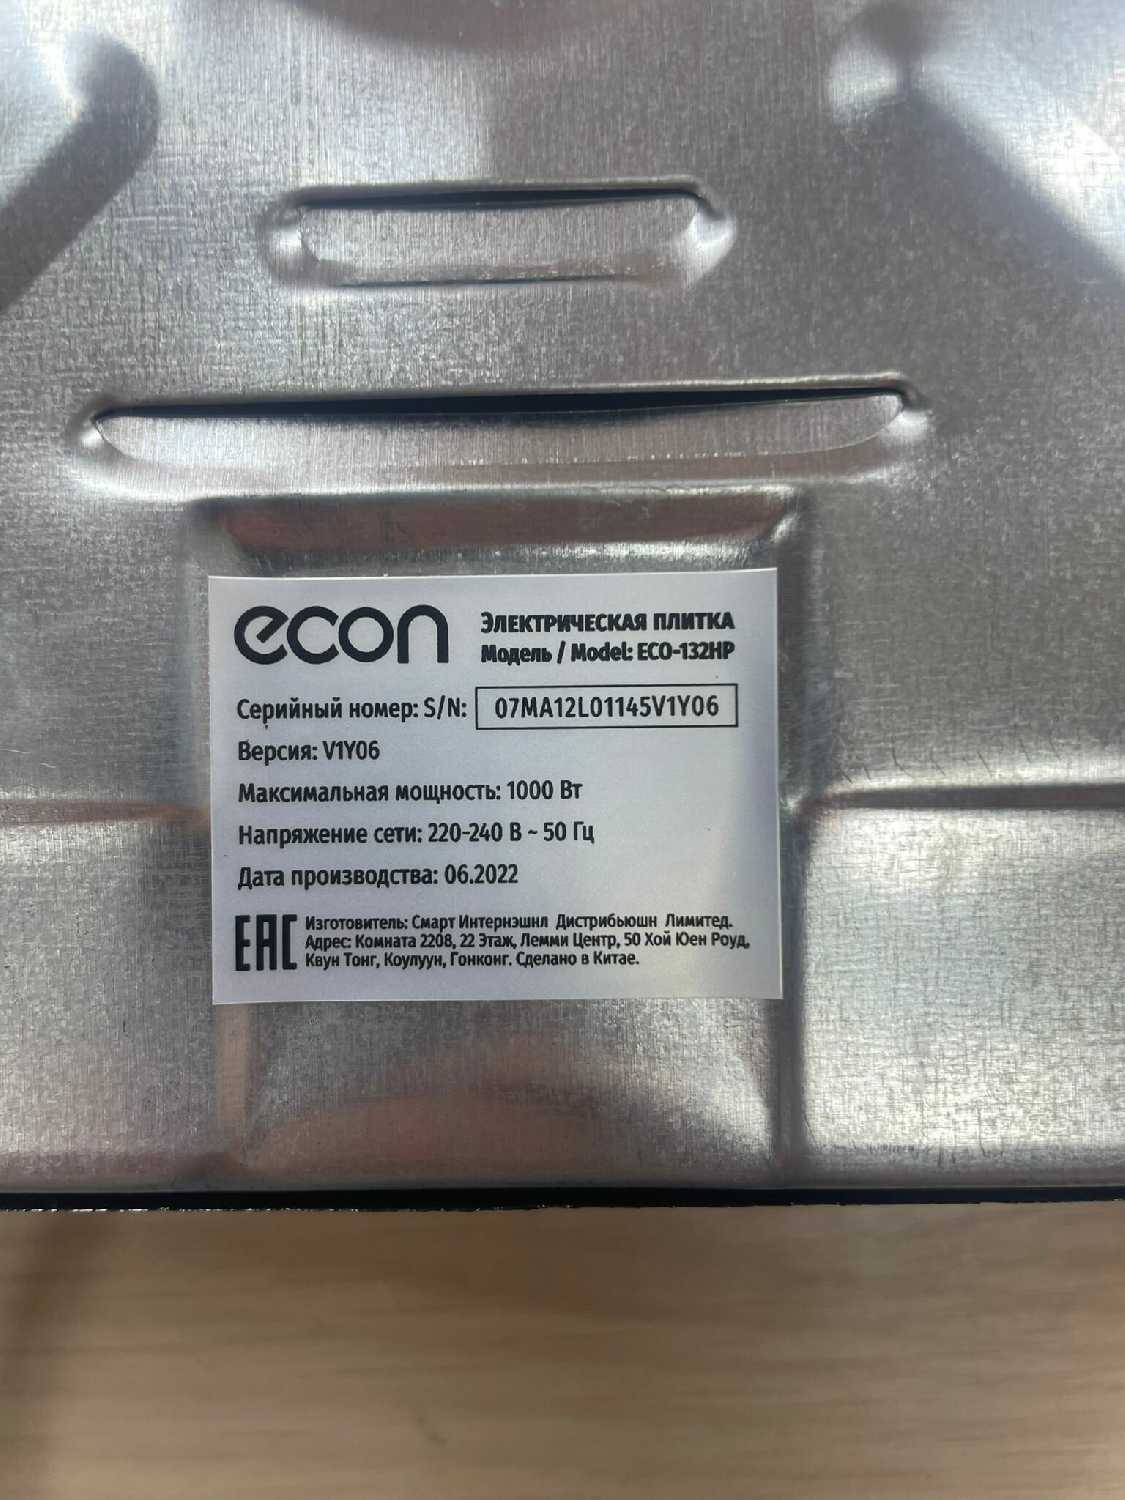 econ
ЭЛЕКТРИЧЕСКАЯ ПЛИТКА
Модель / Model: ECO-132HP
Серийный номер: S/N: 07MA12L01145V1Y06
Версия: V1Y06
Максимальная мощность: 1000 Вт
Напряжение сети: 220-240 В ~ 50 Гц
Дата производства: 06.2022
EAC
Изготовитель: Смарт Интернэшнл Дистрибьюшн Лимитед.
Адрес: Комната 2208, 22 Этаж, Лемми Центр, 50 Хой Юен Роуд,
Квун Тонг, Коулуун, Гонконг. Сделано в Китае.